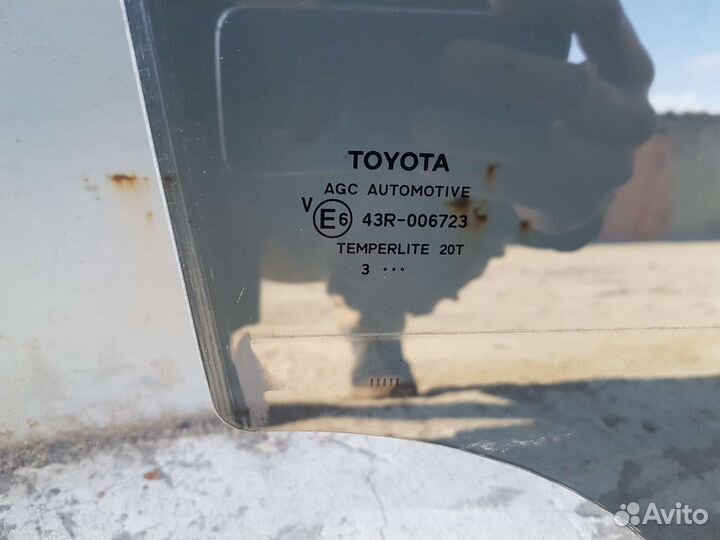 TOYOTA
AGC AUTOMOTIVE
V E6 43R-006723
TEMPERLITE 20T
3 ...
Avito